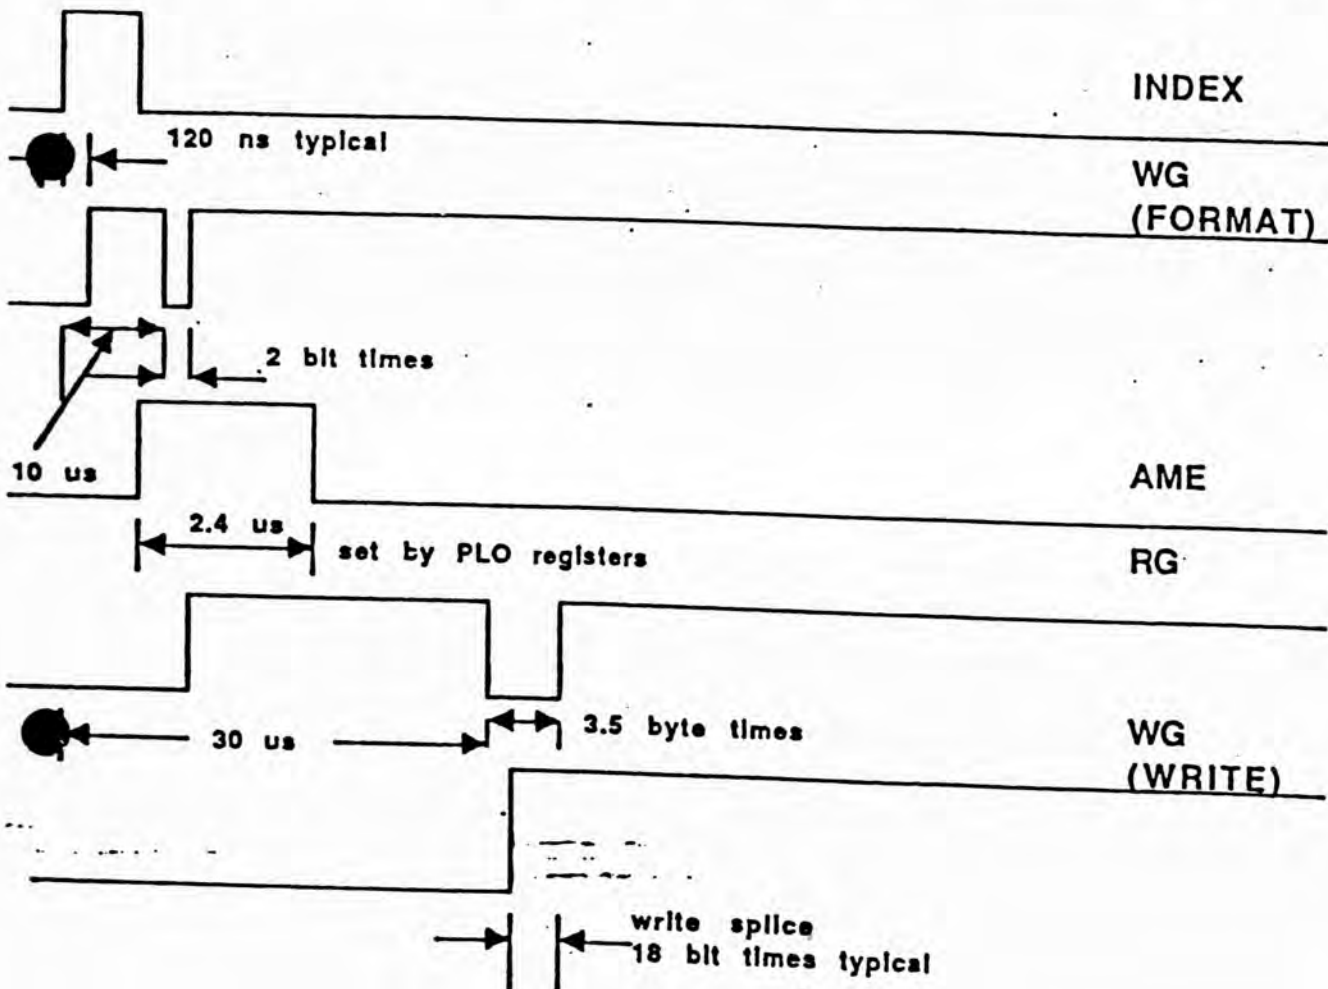 INDEX
120 ns typical
WG
(FORMAT)
2 bit times
10 us
AME
2.4 us
set by PLO registers
RG
30 us
3.5 byte times
WG
(WRITE)
write splice
18 bit times typical